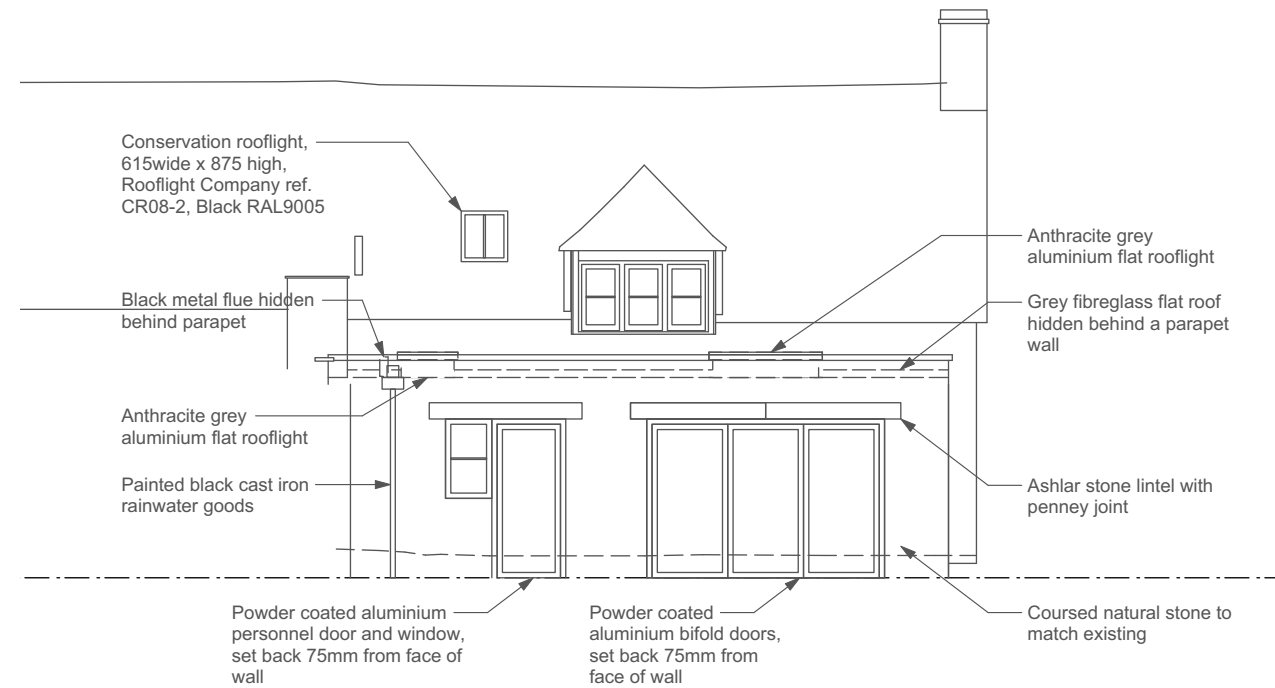 Conservation rooflight,
615wide x 875 high,
Rooflight Company ref.
CR08-2, Black RAL9005
Anthracite grey
aluminium flat rooflight
Black metal flue hidden
behind parapet
Grey fibreglass flat roof
hidden behind a parapet
wall
Anthracite grey
aluminium flat rooflight
Painted black cast iron
rainwater goods
Ashlar stone lintel with
penney joint
Powder coated aluminium
personnel door and window,
set back 75mm from face of
wall
Powder coated
aluminium bifold doors,
set back 75mm from
face of wall
Coursed natural stone to
match existing